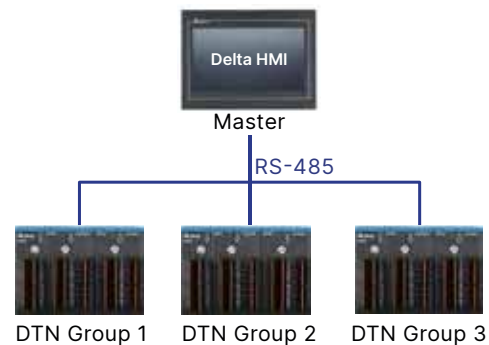 Delta HMI
Master
RS-485
DTN Group 1
DTN Group 2
DTN Group 3